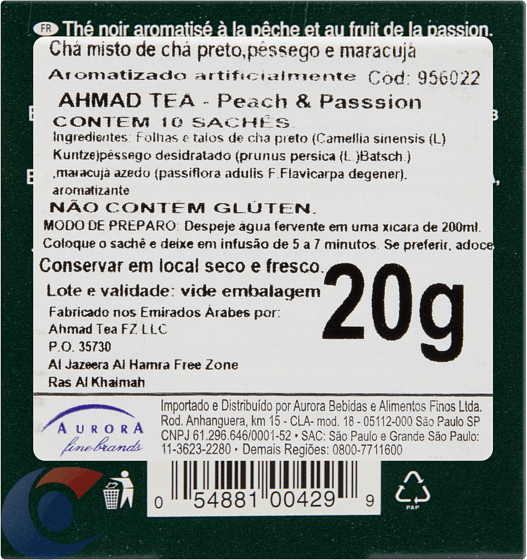 FR Thé noir aromatisé à la pêche et au fruit de la passion.
Chá misto de chá preto,pêssego e maracujá
Aromatizado artificialmente Cód: 956022
AHMAD TEA - Peach & Passsion
CONTEM 10 SACHÊS.
Ingredientes: Folhas e talos de chá preto (Camellia sinensis (L)
Kuntze)pêssego desidratado (prunus persica (L.)Batsch.)
,maracujá azedo (passiflora adulis F.Flavicarpa degener).
aromatizante
NÃO CONTÉM GLÚTEN.
MODO DE PREPARO: Despeje água fervente em uma xícara de 200ml.
Coloque o sachê e deixe em infusão de 5 a 7 minutos. Se preferir, adoce
Conservar em local seco e fresco.
Lote e validade: vide embalagem
20g
Fabricado nos Emirados Árabes por:
Ahmad Tea FZ LLC
P.O. 35730
Al Jazeera Al Hamra Free Zone
Ras Al Khaimah
AURORA
fine brands
Importado e Distribuído por Aurora Bebidas e Alimentos Finos Ltda.
Rod. Anhanguera, km 15 - CLA- mod. 18 - 05112-000 São Paulo SP
CNPJ 61.296.646/0001-52 • SAC: São Paulo e Grande São Paulo:
11-3623-2280 • Demais Regiões: 0800-7711600
0 54881 00429 9
PAP